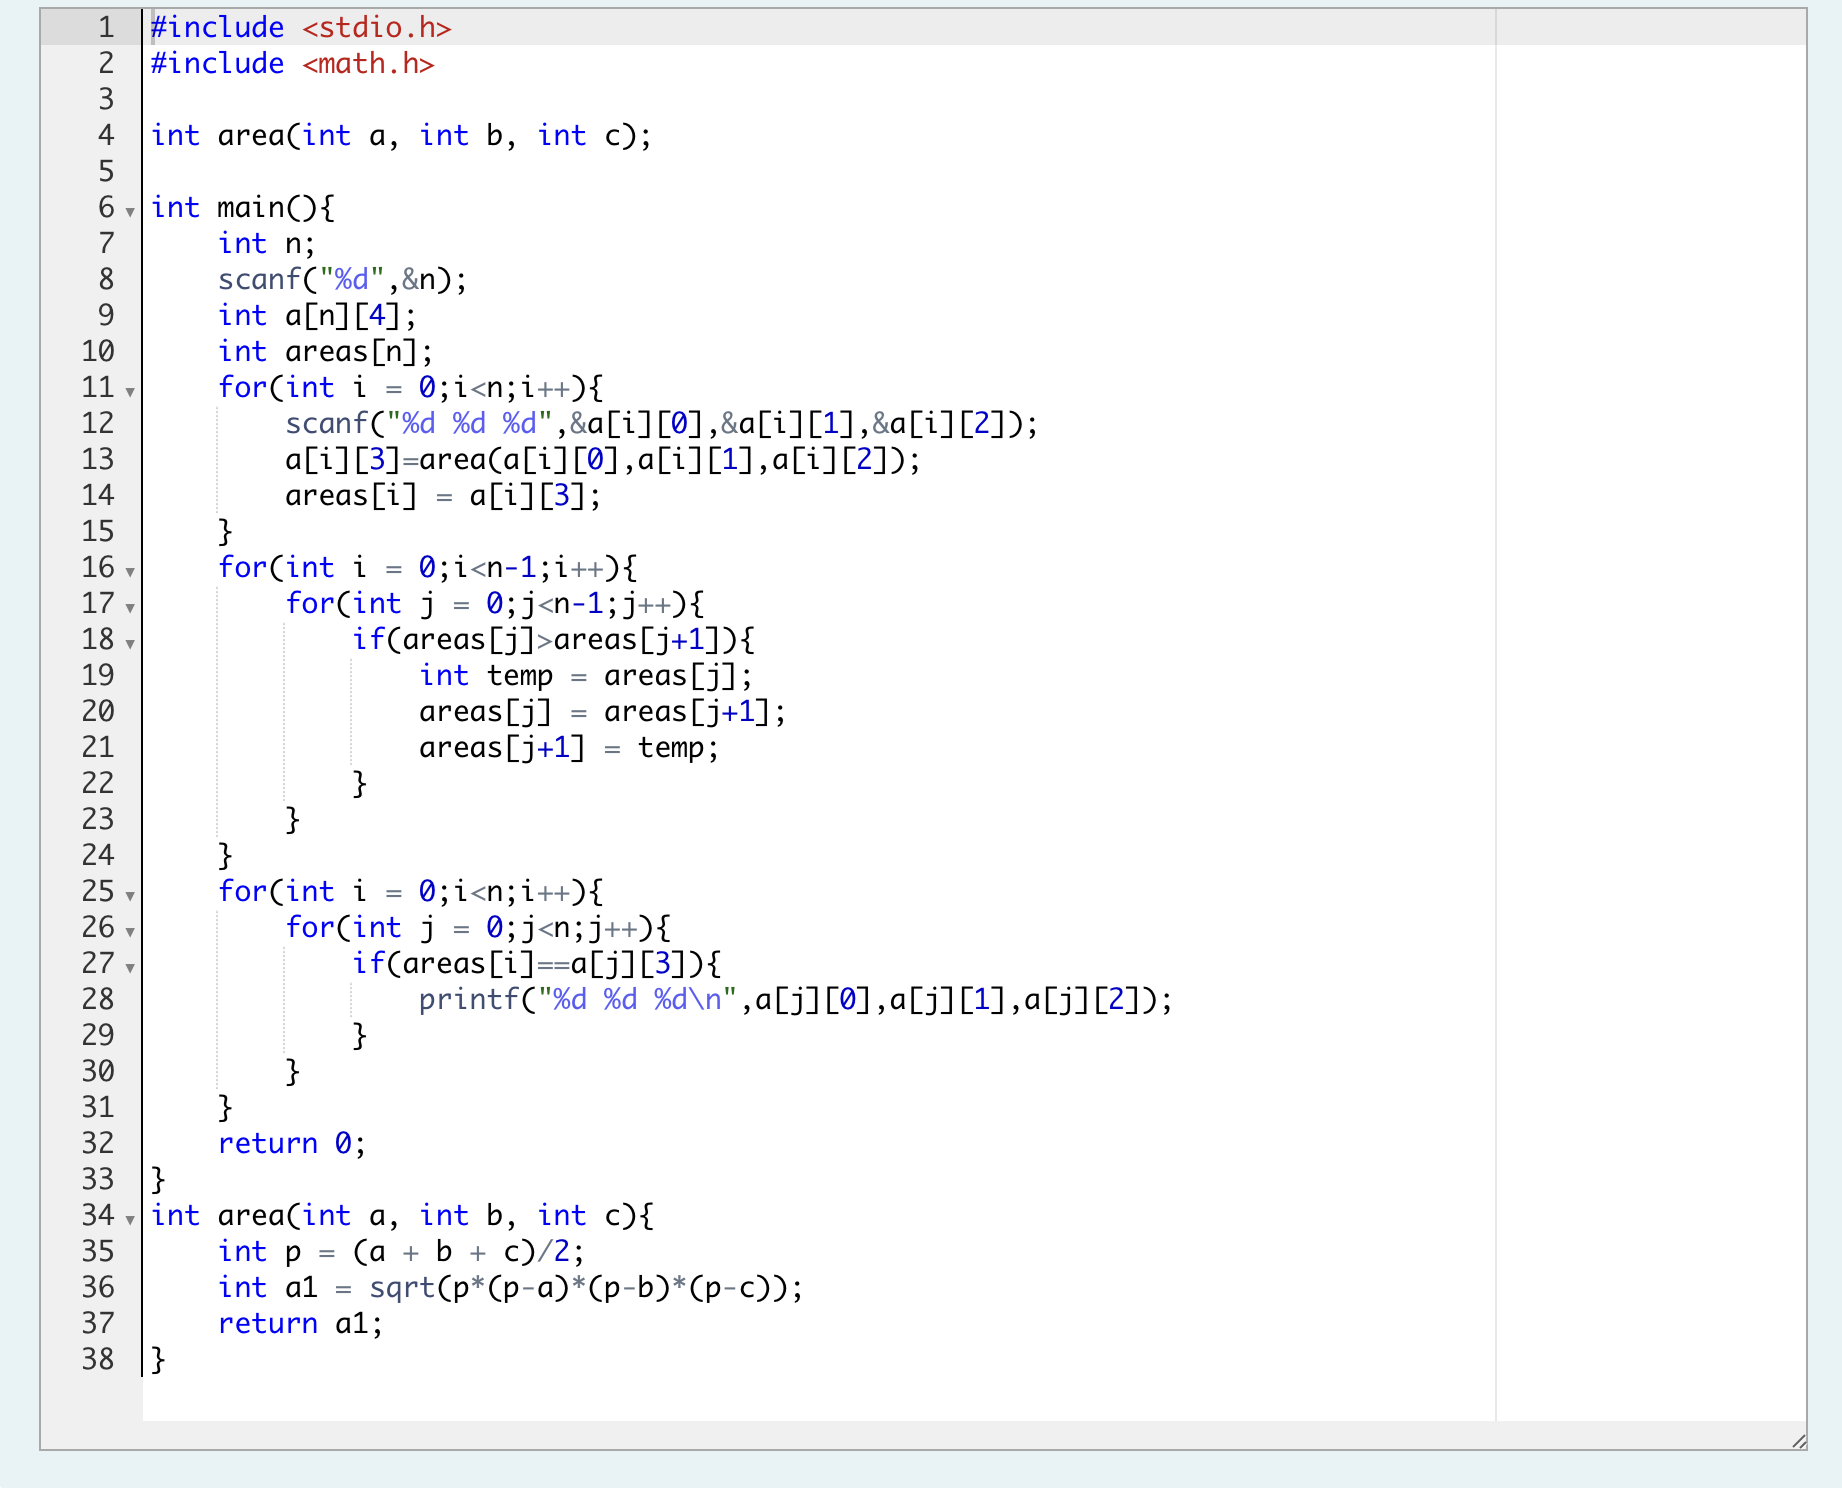 1 #include <stdio.h>
2 #include <math.h>
3
4 int area(int a, int b, int c);
5
6 int main(){
7     int n;
8     scanf("%d",&n);
9     int a[n][4];
10     int areas[n];
11     for(int i = 0;i<n;i++){
12         scanf("%d %d %d",&a[i][0],&a[i][1],&a[i][2]);
13         a[i][3]=area(a[i][0],a[i][1],a[i][2]);
14         areas[i] = a[i][3];
15     }
16     for(int i = 0;i<n-1;i++){
17         for(int j = 0;j<n-1;j++){
18             if(areas[j]>areas[j+1]){
19                 int temp = areas[j];
20                 areas[j] = areas[j+1];
21                 areas[j+1] = temp;
22             }
23         }
24     }
25     for(int i = 0;i<n;i++){
26         for(int j = 0;j<n;j++){
27             if(areas[i]==a[j][3]){
28                 printf("%d %d %d\n",a[j][0],a[j][1],a[j][2]);
29             }
30         }
31     }
32     return 0;
33 }
34 int area(int a, int b, int c){
35     int p = (a + b + c)/2;
36     int a1 = sqrt(p*(p-a)*(p-b)*(p-c));
37     return a1;
38 }